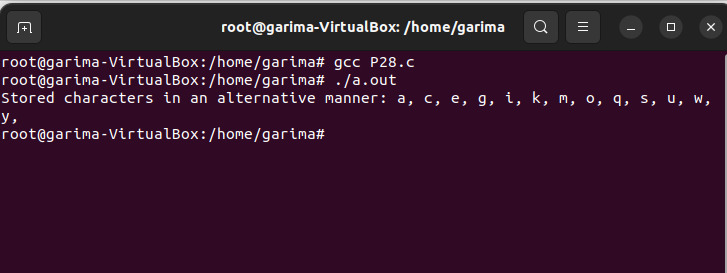 root@garima-VirtualBox: /home/garima
root@garima-VirtualBox:/home/garima# gcc P28.c
root@garima-VirtualBox:/home/garima# ./a.out
Stored characters in an alternative manner: a, c, e, g, i, k, m, o, q, s, u, w,
y,
root@garima-VirtualBox:/home/garima#